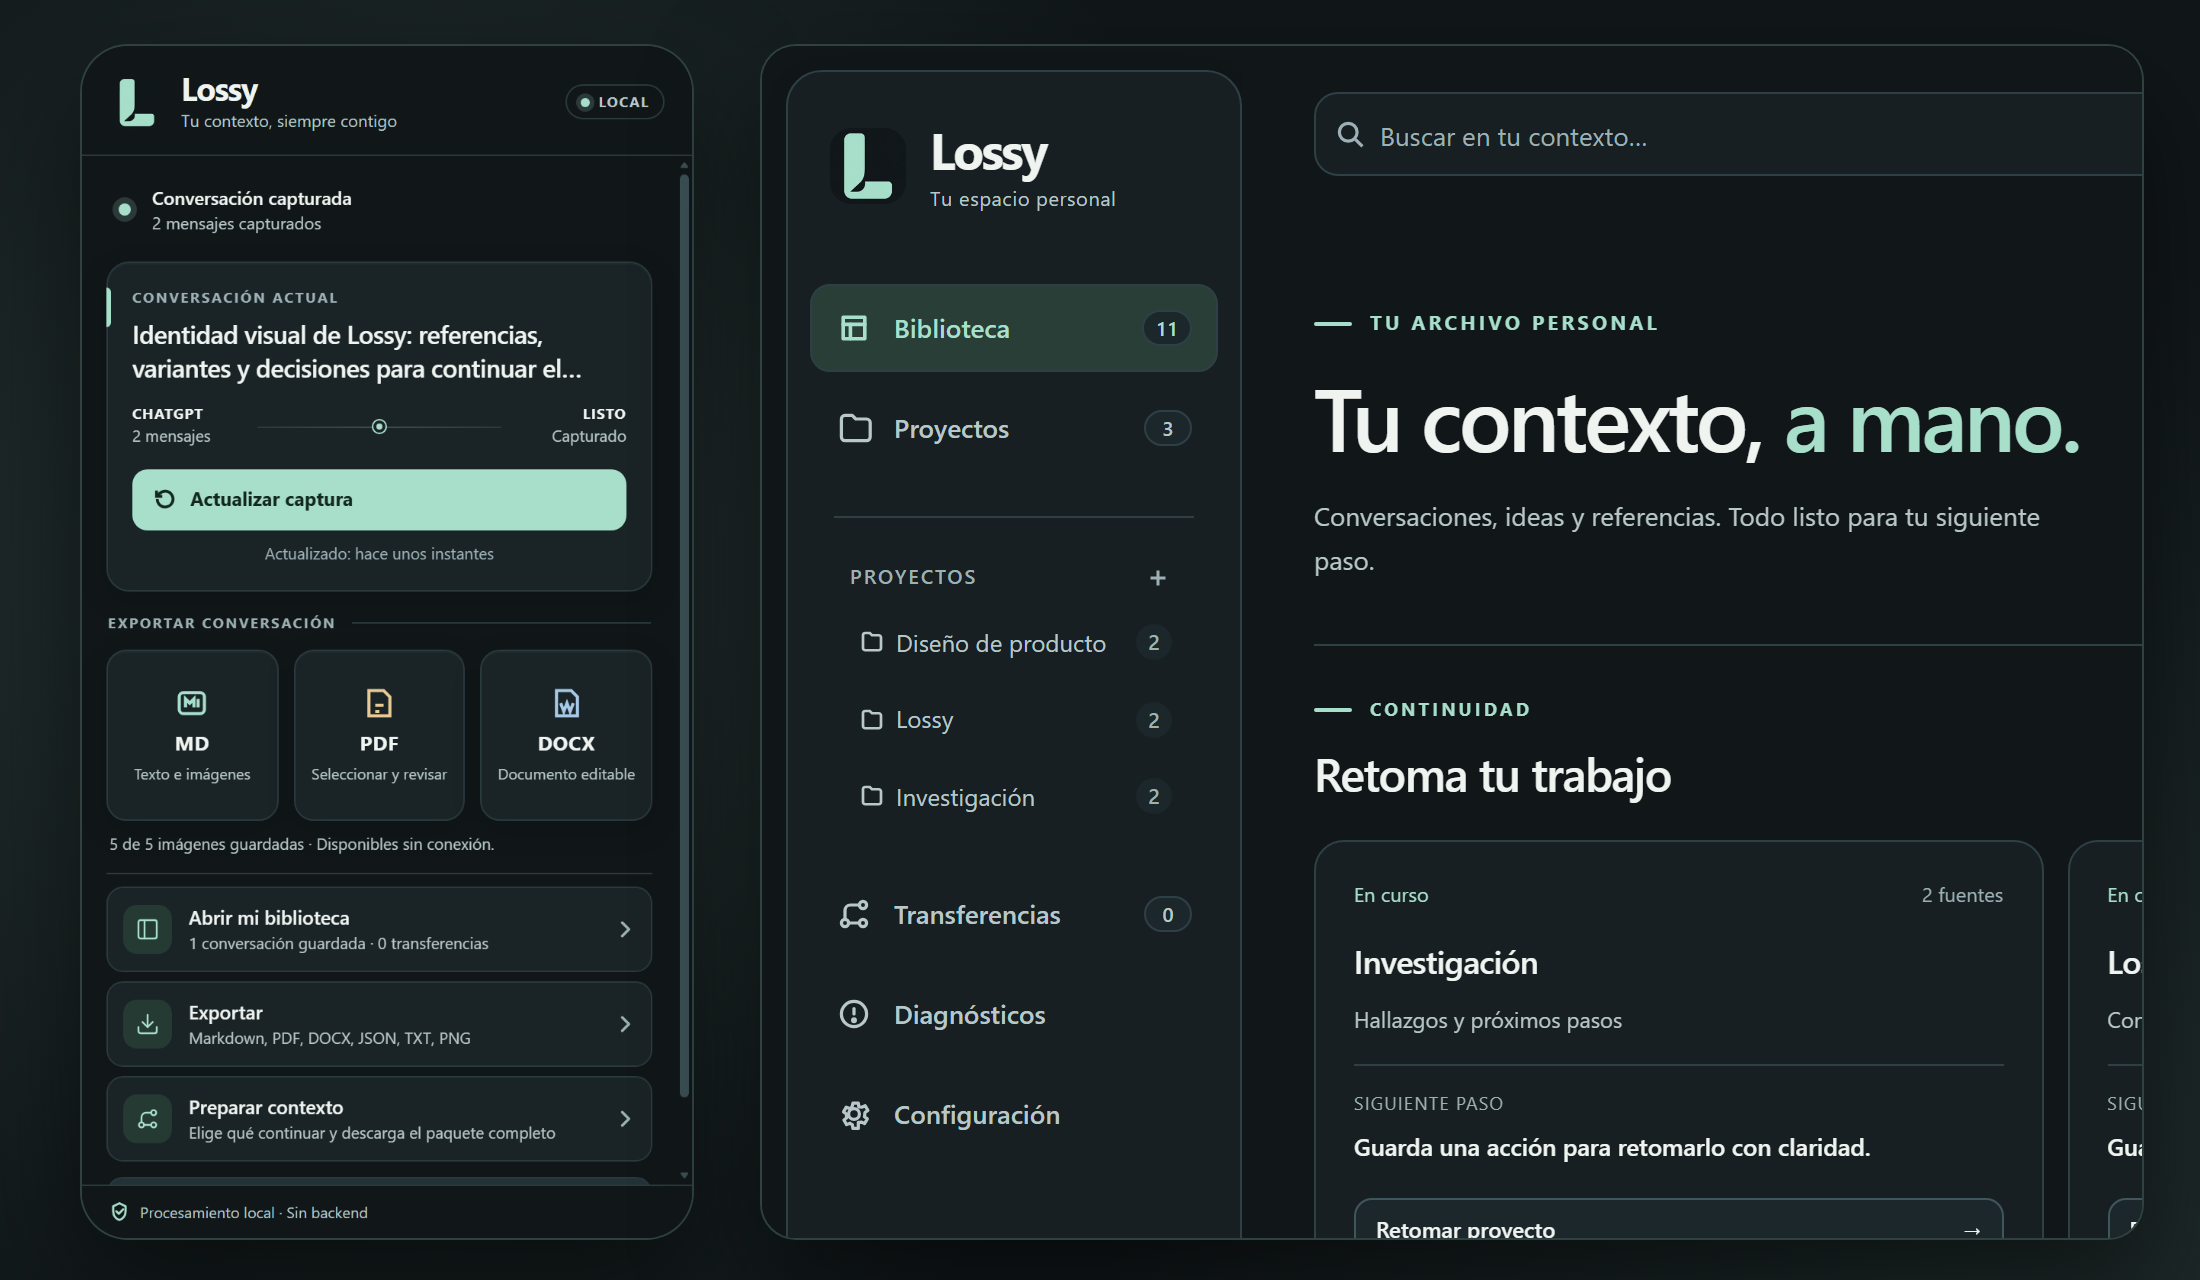 Lossy
Tu contexto, siempre contigo
LOCAL
Conversación capturada
2 mensajes capturados
CONVERSACIÓN ACTUAL
Identidad visual de Lossy: referencias,
variantes y decisiones para continuar el...
CHATGPT
LISTO
2 mensajes
Capturado
Actualizar captura
Actualizado: hace unos instantes
EXPORTAR CONVERSACIÓN
MD
Texto e imágenes
PDF
Seleccionar y revisar
DOCX
Documento editable
5 de 5 imágenes guardadas · Disponibles sin conexión.
Abrir mi biblioteca
1 conversación guardada · 0 transferencias
Exportar
Markdown, PDF, DOCX, JSON, TXT, PNG
Preparar contexto
Elige qué continuar y descarga el paquete completo
Procesamiento local · Sin backend
Lossy
Tu espacio personal
Biblioteca 11
Proyectos 3
PROYECTOS +
Diseño de producto 2
Lossy 2
Investigación 2
Transferencias 0
Diagnósticos
Configuración
Buscar en tu contexto...
TU ARCHIVO PERSONAL
Tu contexto, a mano.
Conversaciones, ideas y referencias. Todo listo para tu siguiente
paso.
CONTINUIDAD
Retoma tu trabajo
En curso
2 fuentes
Investigación
Hallazgos y próximos pasos
SIGUIENTE PASO
Guarda una acción para retomarlo con claridad.
Retomar proyecto →